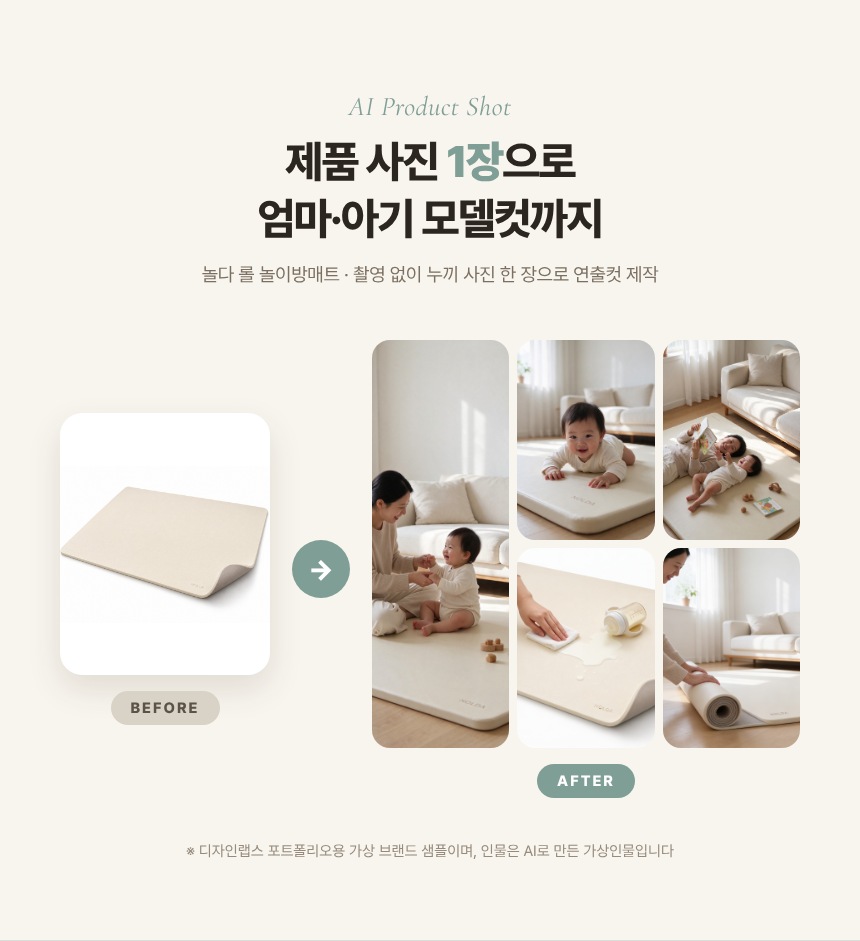 AI Product Shot
제품 사진 1장으로
엄마·아기 모델컷까지
놀다 롤 놀이방매트 · 촬영 없이 누끼 사진 한 장으로 연출컷 제작
BEFORE
AFTER
※ 디자인랩스 포트폴리오용 가상 브랜드 샘플이며, 인물은 AI로 만든 가상인물입니다